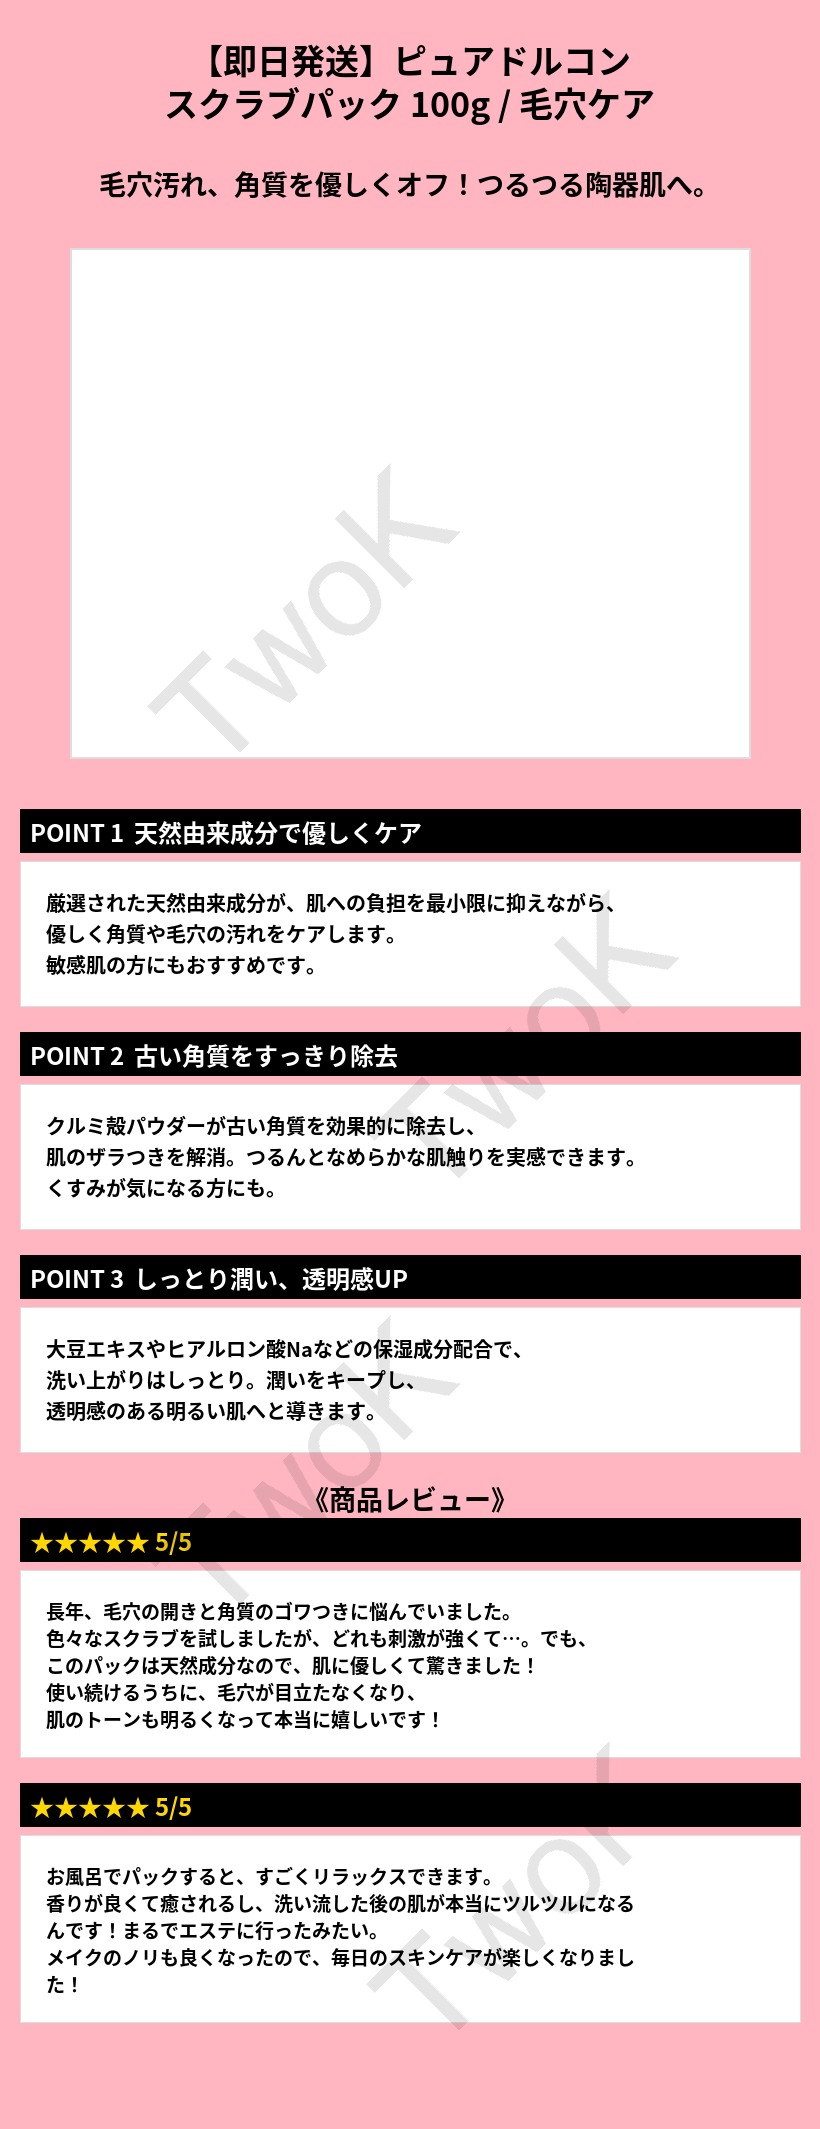 【即日発送】ピュアドルコン
スクラブパック 100g / 毛穴ケア
毛穴汚れ、角質を優しくオフ！つるつる陶器肌へ。
TwoK
POINT 1 天然由来成分で優しくケア
厳選された天然由来成分が、肌への負担を最小限に抑えながら、
優しく角質や毛穴の汚れをケアします。
敏感肌の方にもおすすめです。
TwoK
POINT 2 古い角質をすっきり除去
クルミ殻パウダーが古い角質を効果的に除去し、
肌のザラつきを解消。つるんとなめらかな肌触りを実感できます。
くすみが気になる方にも。
POINT 3 しっとり潤い、透明感UP
大豆エキスやヒアルロン酸Naなどの保湿成分配合で、
洗い上がりはしっとり。潤いをキープし、
透明感のある明るい肌へと導きます。
TwoK
《商品レビュー》
★★★★★ 5/5
長年、毛穴の開きと角質のゴワつきに悩んでいました。
色々なスクラブを試しましたが、どれも刺激が強くて…。でも、
このパックは天然成分なので、肌に優しくて驚きました！
使い続けるうちに、毛穴が目立たなくなり、
肌のトーンも明るくなって本当に嬉しいです！
★★★★★ 5/5
お風呂でパックすると、すごくリラックスできます。
香りが良くて癒されるし、洗い流した後の肌が本当にツルツルになる
んです！まるでエステに行ったみたい。
メイクのノリも良くなったので、毎日のスキンケアが楽しくなりまし
た！
TwoK